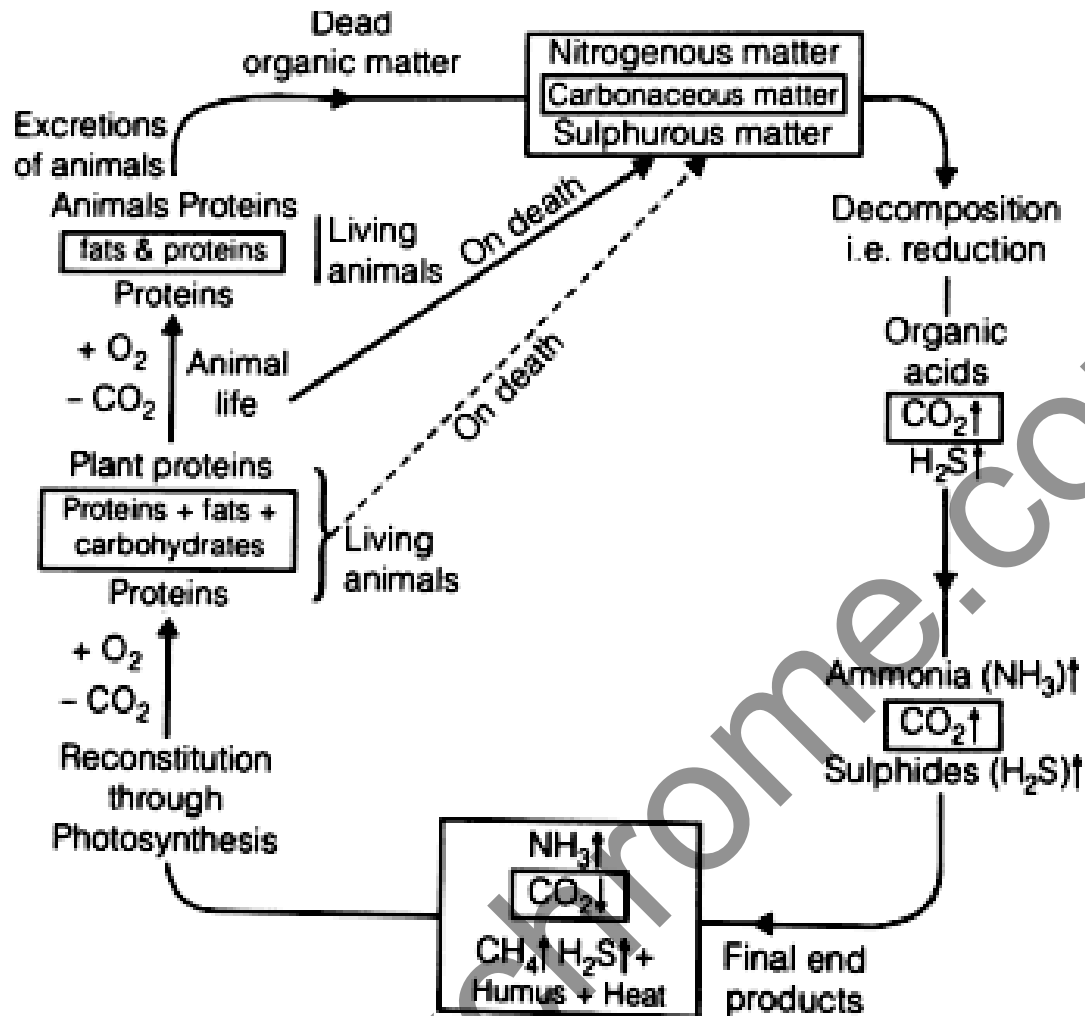 Dead
organic matter
Nitrogenous matter
Carbonaceous matter
Sulphurous matter
Excretions
of animals
Animals Proteins
fats & proteins
Proteins
Living
animals
On death
+ O₂
− CO₂
Animal
life
On death
Plant proteins
Proteins + fats +
carbohydrates
Proteins
Living
animals
+ O₂
− CO₂
Reconstitution
through
Photosynthesis
Decomposition
i.e. reduction
Organic
acids
CO₂↑
H₂S↑
Ammonia (NH₃)↑
CO₂↑
Sulphides (H₂S)↑
NH₃↑
CO₂↓
CH₄↑ H₂S↑ +
Humus + Heat
Final end
products
chrome.co